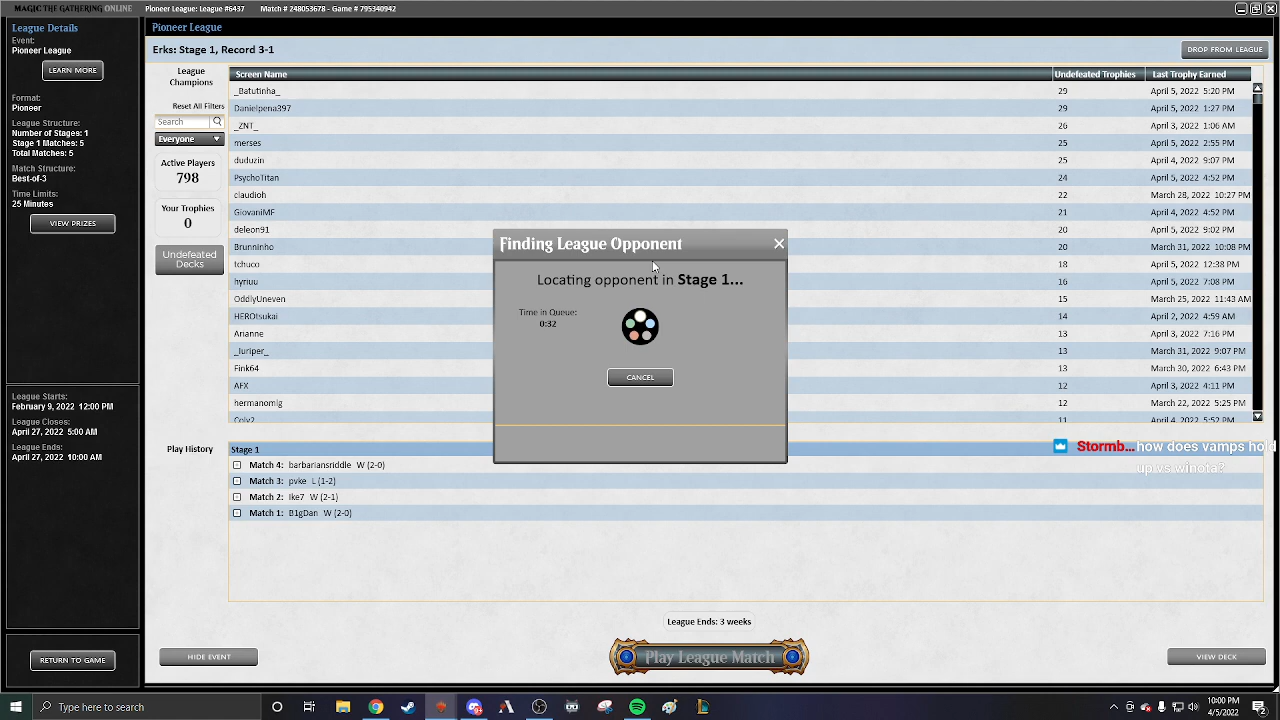 MAGIC THE GATHERING ONLINE
Pioneer League: League #6437 Match # 248053678 - Game # 795340942
League Details
Event:
Pioneer League
LEARN MORE
Format:
Pioneer
League Structure:
Number of Stages: 1
Stage 1 Matches: 5
Total Matches: 5
Match Structure:
Best-of-3
Time Limits:
25 Minutes
VIEW PRIZES
League Starts:
February 9, 2022 12:00 PM
League Closes:
April 27, 2022 5:00 AM
League Ends:
April 27, 2022 10:00 AM
RETURN TO GAME
Pioneer League
Erks: Stage 1, Record 3-1
DROP FROM LEAGUE
League
Champions
Reset All Filters
Search
Everyone
Active Players
798
Your Trophies
0
Undefeated
Decks
Screen Name Undefeated Trophies Last Trophy Earned
_Batutinha_ 29 April 5, 2022 5:20 PM
Danielpena397 29 April 5, 2022 1:27 PM
_ZNT_ 26 April 3, 2022 1:06 AM
merses 25 April 5, 2022 2:55 PM
duduzin 25 April 4, 2022 9:07 PM
PsychoTitan 24 April 5, 2022 4:52 PM
claudioh 22 March 28, 2022 10:27 PM
GiovaniMF 21 April 4, 2022 4:52 PM
deleon91 20 April 5, 2022 9:02 PM
Brunninho 20 March 31, 2022 10:08 PM
tchuco 18 April 5, 2022 12:38 PM
hyriuu 16 April 5, 2022 7:08 PM
OddlyUneven 15 March 25, 2022 11:43 AM
HEROtsukai 14 April 2, 2022 4:59 AM
Arianne 13 April 3, 2022 7:16 PM
13 March 31, 2022 9:07 PM
Fink64 13 March 30, 2022 6:43 PM
AFX 12 April 3, 2022 4:11 PM
hermanomig 12 March 22, 2022 5:25 PM
11 April 4, 2022 5:52 PM
Finding League Opponent
Locating opponent in Stage 1...
Time in Queue:
0:32
CANCEL
Play History
Stage 1
Match 4: barbariansriddle W (2-0)
Match 3: pvke L (1-2)
Match 2: Ike7 W (2-1)
Match 1: B1gDan W (2-0)
Stormb... how does vamps hold
up vs winota?
League Ends: 3 weeks
HIDE EVENT
Play League Match
VIEW DECK
Type here to search
10:00 PM
4/5/2022
2